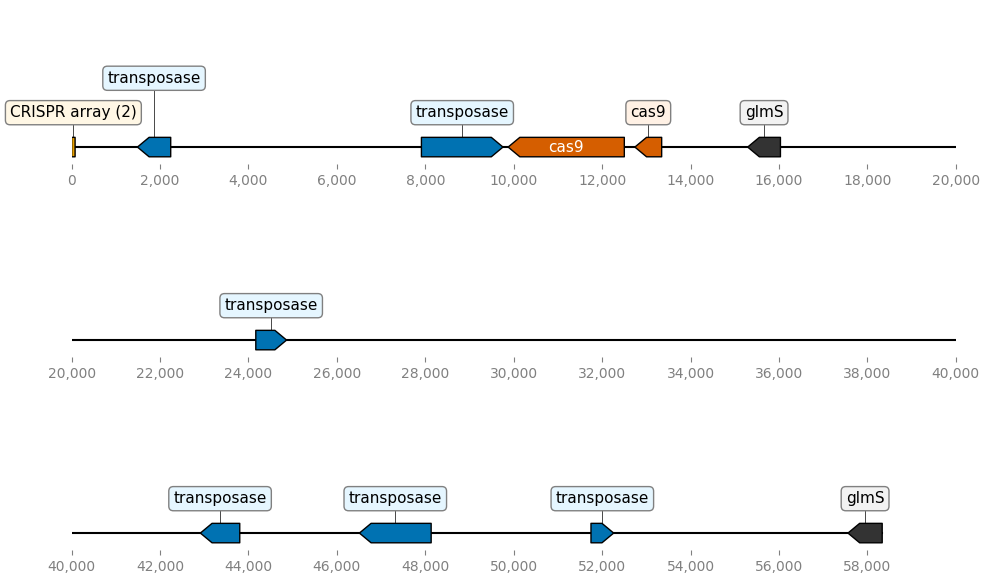 transposase
CRISPR array (2) transposase cas9 glmS
cas9
0 2,000 4,000 6,000 8,000 10,000 12,000 14,000 16,000 18,000 20,000
transposase
20,000 22,000 24,000 26,000 28,000 30,000 32,000 34,000 36,000 38,000 40,000
transposase transposase transposase glmS
40,000 42,000 44,000 46,000 48,000 50,000 52,000 54,000 56,000 58,000